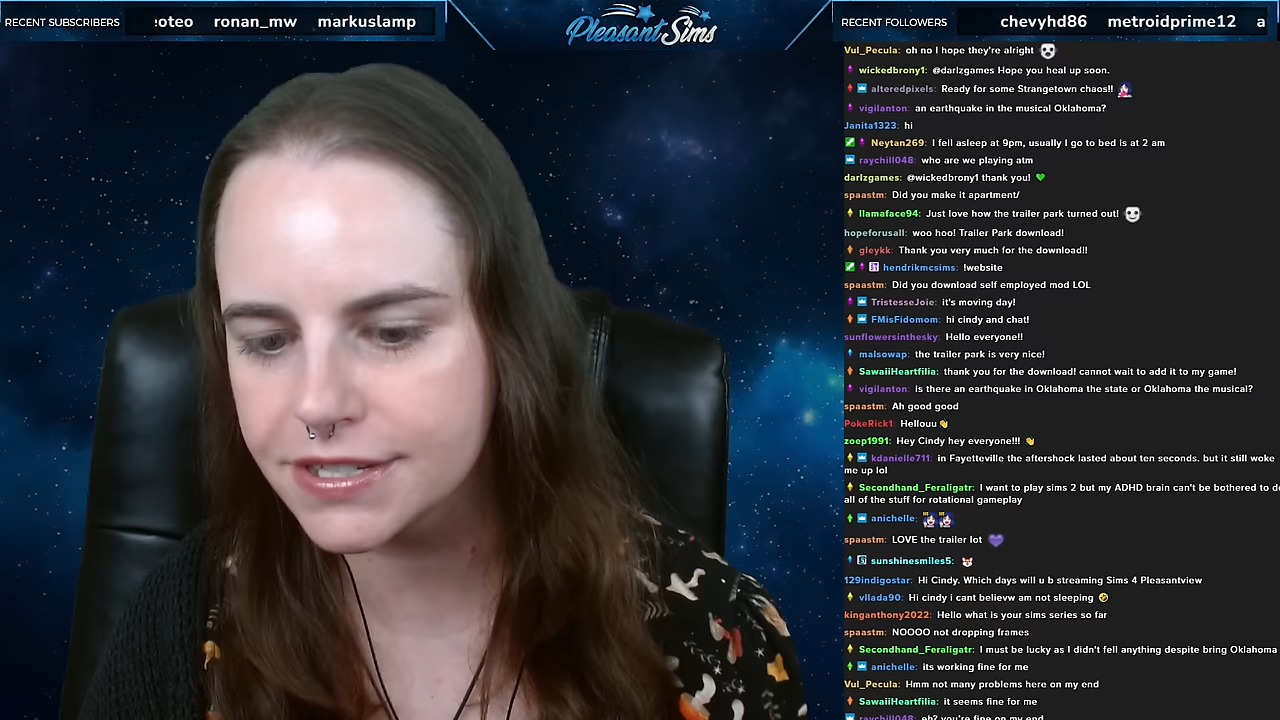 RECENT SUBSCRIBERS :oteo ronan_mw markuslamp
PleasantSims
RECENT FOLLOWERS chevyhd86 metroidprime12 a
Vul_Pecula: oh no I hope they're alright
wickedbrony1: @darlzgames Hope you heal up soon.
alteredpixels: Ready for some Strangetown chaos!!
vigilanton: an earthquake in the musical Oklahoma?
Janita1323: hi
Neytan269: I fell asleep at 9pm, usually I go to bed is at 2 am
raychill048: who are we playing atm
darlzgames: @wickedbrony1 thank you!
spaastm: Did you make it apartment/
llamaface94: Just love how the trailer park turned out!
hopeforusall: woo hoo! Trailer Park download!
gleykk: Thank you very much for the download!!
hendrikmcsims: !website
spaastm: Did you download self employed mod LOL
TristesseJoie: it's moving day!
FMisFidomom: hi cindy and chat!
sunflowersinthesky: Hello everyone!!
malsowap: the trailer park is very nice!
SawaiiHeartfilia: thank you for the download! cannot wait to add it to my game!
vigilanton: is there an earthquake in Oklahoma the state or Oklahoma the musical?
spaastm: Ah good good
PokeRick1: Hellouu
zoep1991: Hey Cindy hey everyone!!!
kdanielle711: in Fayetteville the aftershock lasted about ten seconds. but it still woke
me up lol
Secondhand_Feraligatr: I want to play sims 2 but my ADHD brain can't be bothered to do
all of the stuff for rotational gameplay
anichelle:
spaastm: LOVE the trailer lot
sunshinesmiles5:
129indigostar: Hi Cindy. Which days will u b streaming Sims 4 Pleasantview
vllada90: Hi cindy i cant believw am not sleeping
kinganthony2022: Hello what is your sims series so far
spaastm: NOOOO not dropping frames
Secondhand_Feraligatr: I must be lucky as I didn't fell anything despite bring Oklahoma
anichelle: its working fine for me
Vul_Pecula: Hmm not many problems here on my end
SawaiiHeartfilia: it seems fine for me
raychill048: eh? you're fine on my end